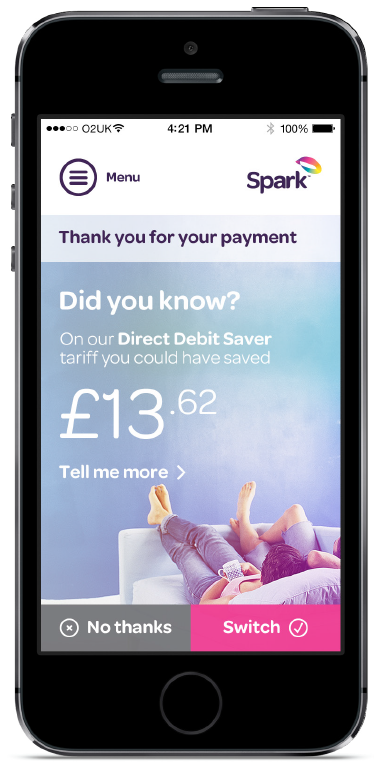 O2UK 4:21 PM 100%
Menu
Spark™
Thank you for your payment
Did you know?
On our Direct Debit Saver
tariff you could have saved
£13.62
Tell me more
No thanks
Switch